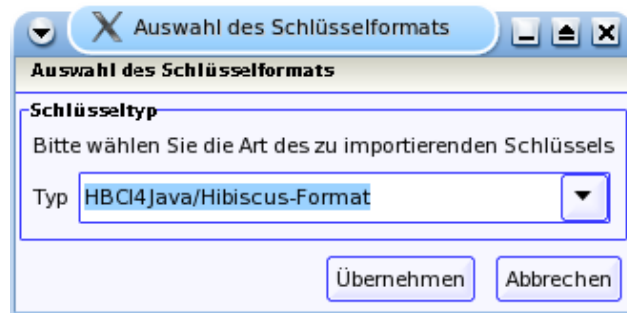 Auswahl des Schlüsselformats
Auswahl des Schlüsselformats
Schlüsseltyp
Bitte wählen Sie die Art des zu importierenden Schlüssels
Typ HBCI4Java/Hibiscus-Format
Übernehmen Abbrechen